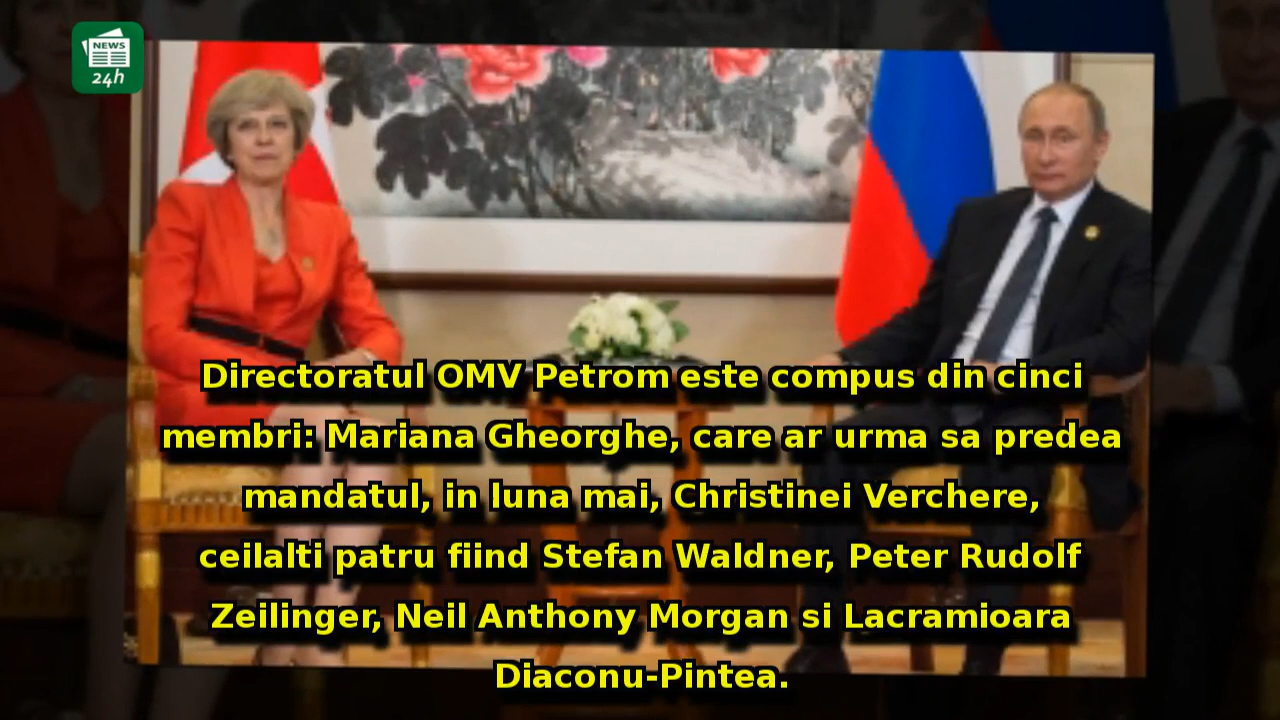 NEWS
24h
Directoratul OMV Petrom este compus din cinci
membri: Mariana Gheorghe, care ar urma sa predea
mandatul, in luna mai, Christinei Verchere,
ceilalti patru fiind Stefan Waldner, Peter Rudolf
Zeilinger, Neil Anthony Morgan si Lacramioara
Diaconu-Pintea.